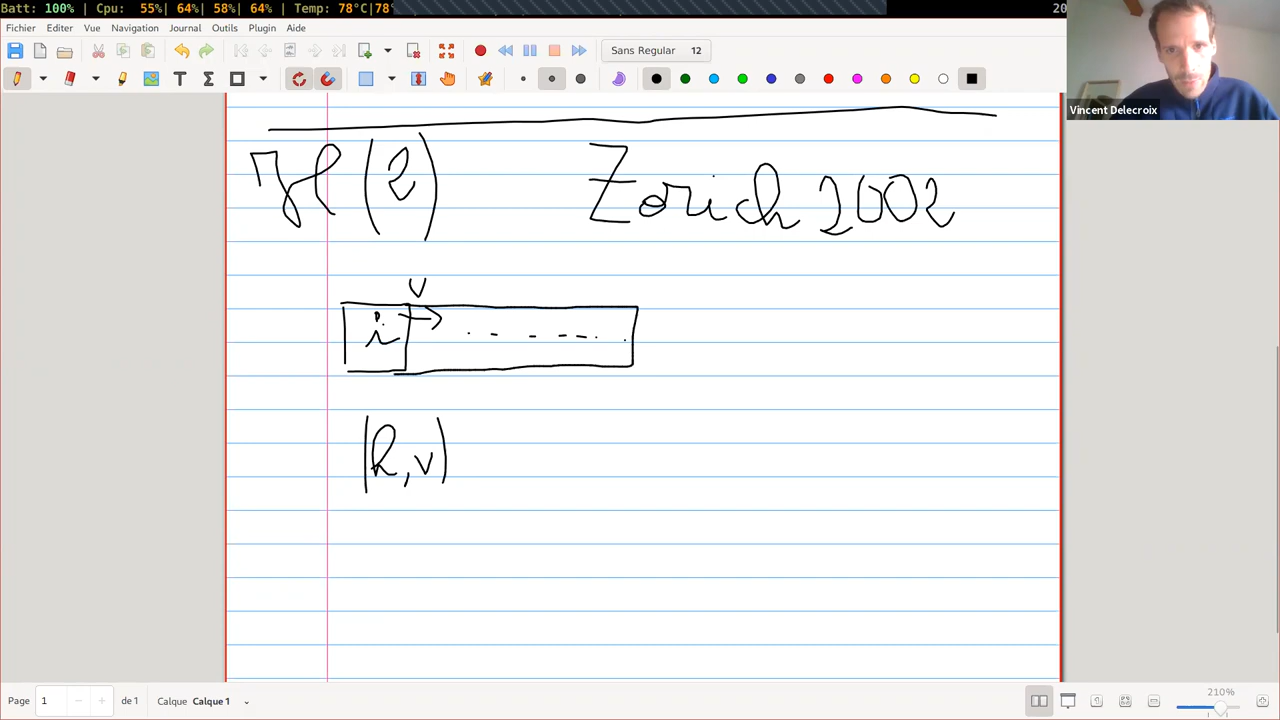 Batt: 100% | Cpu: 55%| 64%| 58% | 64% | Temp: 78°C|78° 20
Fichier Editer Vue Navigation Journal Outils Plugin Aide
Sans Regular 12
Vincent Delecroix
H(2) Zorich 2002
v
i
(R,v)
Page 1 de 1 Calque Calque 1
210%